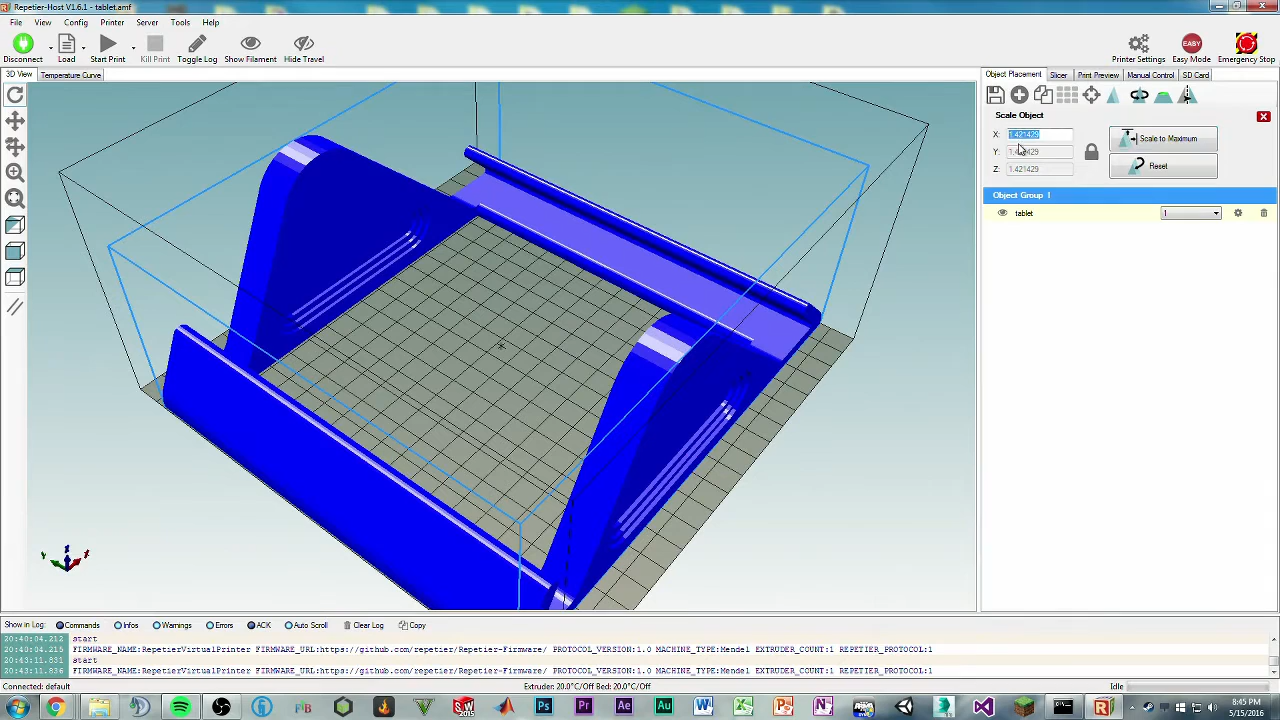 Repetier-Host V1.6.1 - tablet.amf
File View Config Printer Server Tools Help
Disconnect Load Start Print Kill Print Toggle Log Show Filament Hide Travel Printer Settings Easy Mode Emergency Stop
EASY
3D View Temperature Curve Object Placement Slicer Print Preview Manual Control SD Card
Scale Object
X: 1.421429
Scale to Maximum
Y: 1.421429
Reset
Z: 1.421429
Object Group 1
tablet 1
Show in Log: Commands Infos Warnings Errors ACK Auto Scroll Clear Log Copy
20:40:04.212 start
20:40:04.212 FIRMWARE_NAME:RepetierVirtualPrinter FIRMWARE_URL:https://github.com/repetier/Repetier-Firmware/ PROTOCOL_VERSION:1.0 MACHINE_TYPE:Mendel EXTRUDER_COUNT:1 REPETIER_PROTOCOL:1
20:43:11.831 start
20:43:11.836 FIRMWARE_NAME:RepetierVirtualPrinter FIRMWARE_URL:https://github.com/repetier/Repetier-Firmware/ PROTOCOL_VERSION:1.0 MACHINE_TYPE:Mendel EXTRUDER_COUNT:1 REPETIER_PROTOCOL:1
Connected: default Extruder: 20.0°C/Off Bed: 20.0°C/Off Idle
8:45 PM
5/15/2016